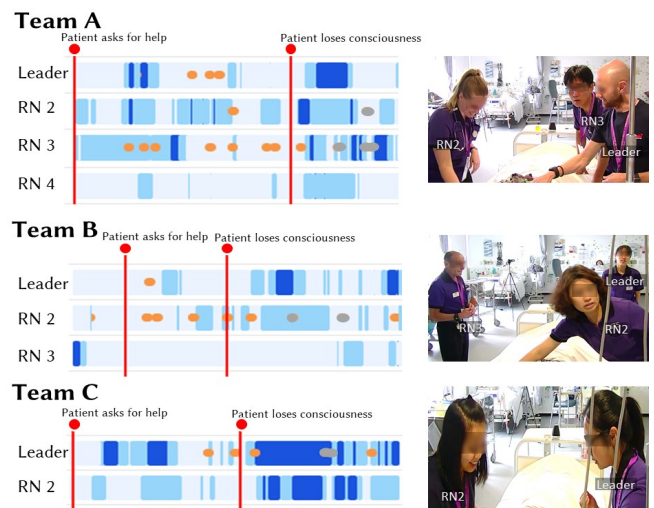 Team A
Patient asks for help
Patient loses consciousness
Leader
RN 2
RN 3
RN 4
RN2
RN3
Leader
Team B
Patient asks for help
Patient loses consciousness
Leader
RN 2
RN 3
RN3
Leader
RN2
Team C
Patient asks for help
Patient loses consciousness
Leader
RN 2
RN2
Leader